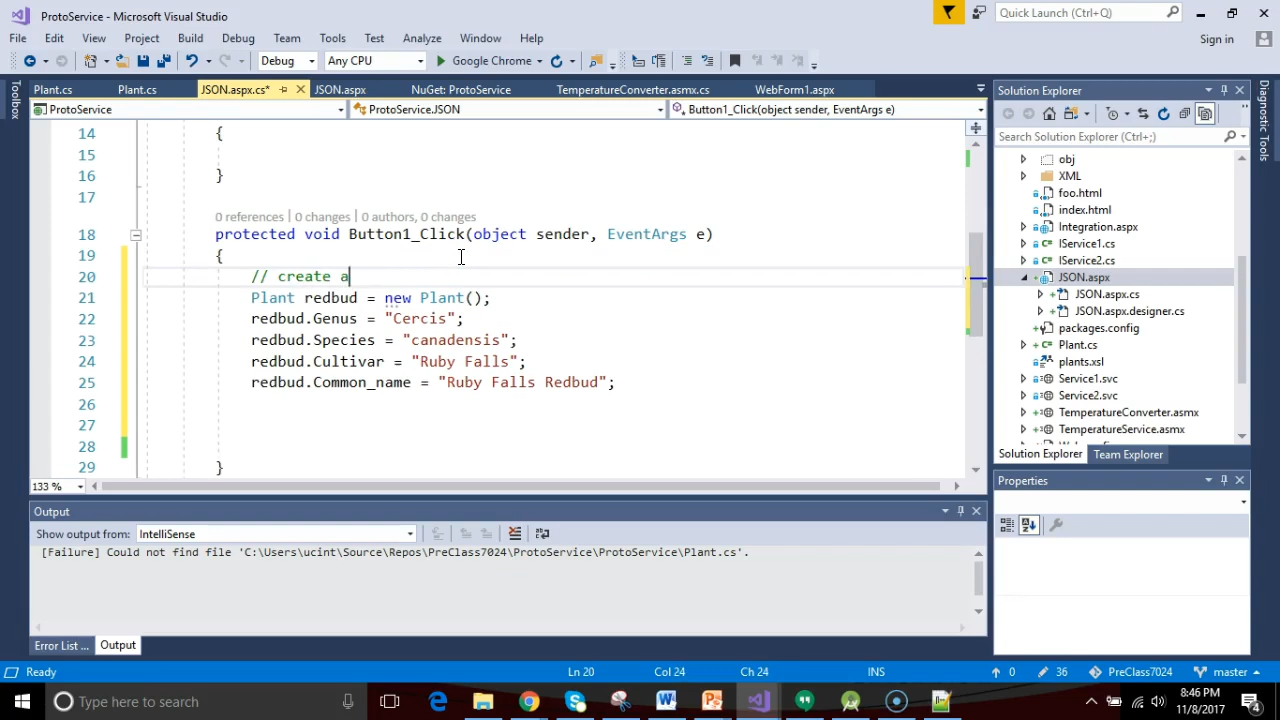 ProtoService - Microsoft Visual Studio
Quick Launch (Ctrl+Q)
File Edit View Project Build Debug Team Tools Test Analyze Window Help
Sign in
Debug Any CPU Google Chrome
Toolbox
Plant.cs Plant.cs JSON.aspx.cs* JSON.aspx NuGet: ProtoService TemperatureConverter.asmx.cs WebForm1.aspx
ProtoService ProtoService.JSON Button1_Click(object sender, EventArgs e)
14 {
15
16 }
17
0 references | 0 changes | 0 authors, 0 changes
18 protected void Button1_Click(object sender, EventArgs e)
19 {
20 // create a
21 Plant redbud = new Plant();
22 redbud.Genus = "Cercis";
23 redbud.Species = "canadensis";
24 redbud.Cultivar = "Ruby Falls";
25 redbud.Common_name = "Ruby Falls Redbud";
26
27
28
29 }
133 %
Output
Show output from: IntelliSense
[Failure] Could not find file 'C:\Users\ucint\Source\Repos\PreClass7024\ProtoService\ProtoService\Plant.cs'.
Error List ... Output
Solution Explorer
Search Solution Explorer (Ctrl+;)
obj
XML
foo.html
index.html
Integration.aspx
IService1.cs
IService2.cs
JSON.aspx
JSON.aspx.cs
JSON.aspx.designer.cs
packages.config
Plant.cs
plants.xsl
Service1.svc
Service2.svc
TemperatureConverter.asmx
TemperatureService.asmx
Solution Explorer Team Explorer
Properties
Diagnostic Tools
Ready Ln 20 Col 24 Ch 24 INS 0 36 PreClass7024 master
Type here to search
8:46 PM
11/8/2017
4